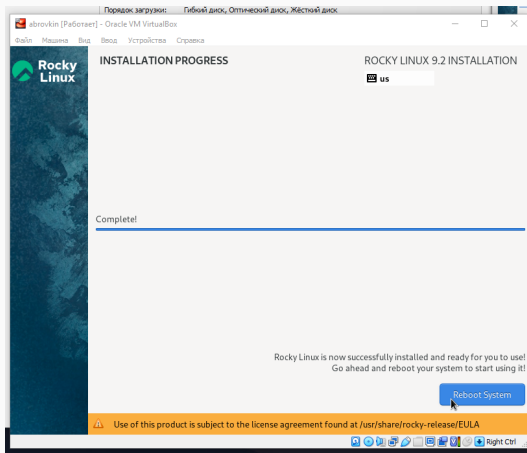 Порядок загрузки: Гибкий диск, Оптический диск, Жёсткий диск
abrovkin [Работает] - Oracle VM VirtualBox
Файл Машина Вид Ввод Устройства Справка
Rocky
Linux
INSTALLATION PROGRESS
ROCKY LINUX 9.2 INSTALLATION
us
Complete!
Rocky Linux is now successfully installed and ready for you to use!
Go ahead and reboot your system to start using it!
Reboot System
Use of this product is subject to the license agreement found at /usr/share/rocky-release/EULA
Right Ctrl